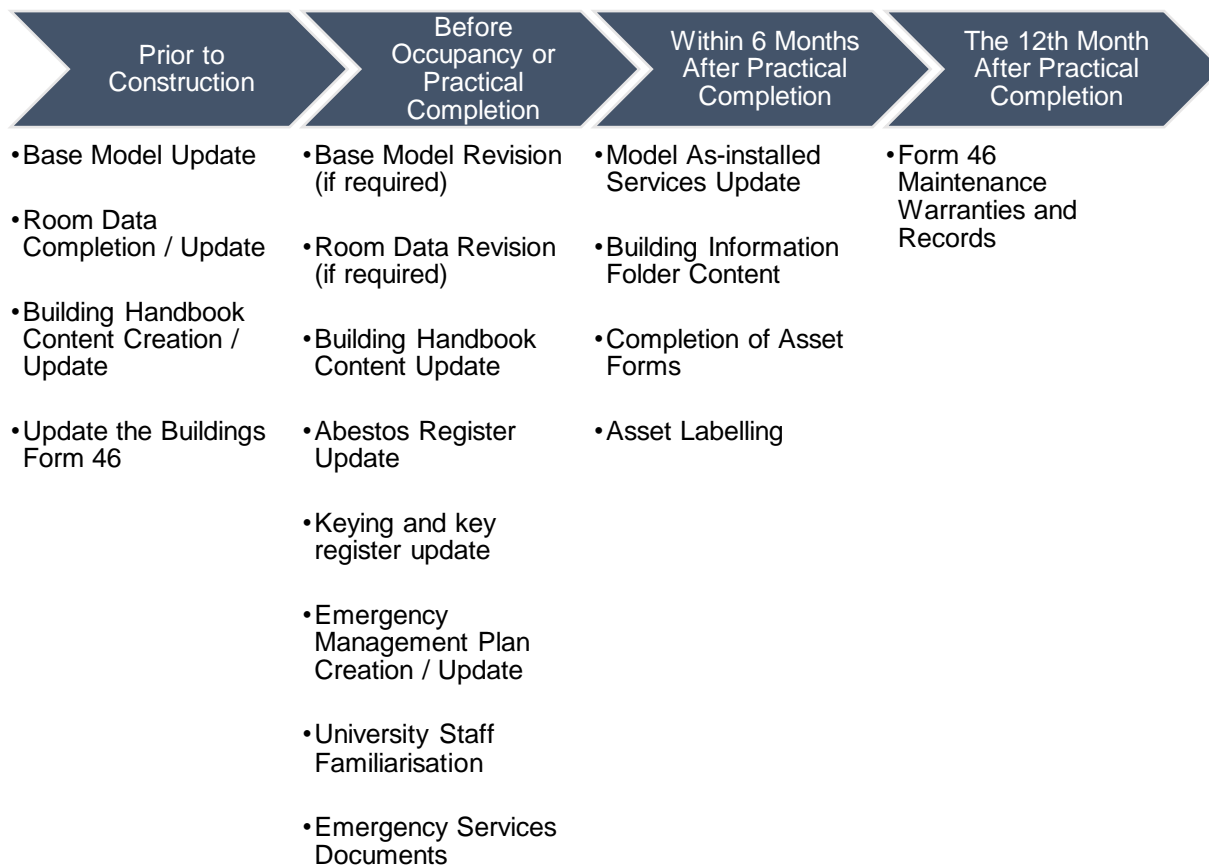 Prior to
Construction
Before
Occupancy or
Practical
Completion
Within 6 Months
After Practical
Completion
The 12th Month
After Practical
Completion
•Base Model Update
•Room Data
Completion / Update
•Building Handbook
Content Creation /
Update
•Update the Buildings
Form 46
•Base Model Revision
(if required)
•Room Data Revision
(if required)
•Building Handbook
Content Update
•Abestos Register
Update
•Keying and key
register update
•Emergency
Management Plan
Creation / Update
•University Staff
Familiarisation
•Emergency Services
Documents
•Model As-installed
Services Update
•Building Information
Folder Content
•Completion of Asset
Forms
•Asset Labelling
•Form 46
Maintenance
Warranties and
Records